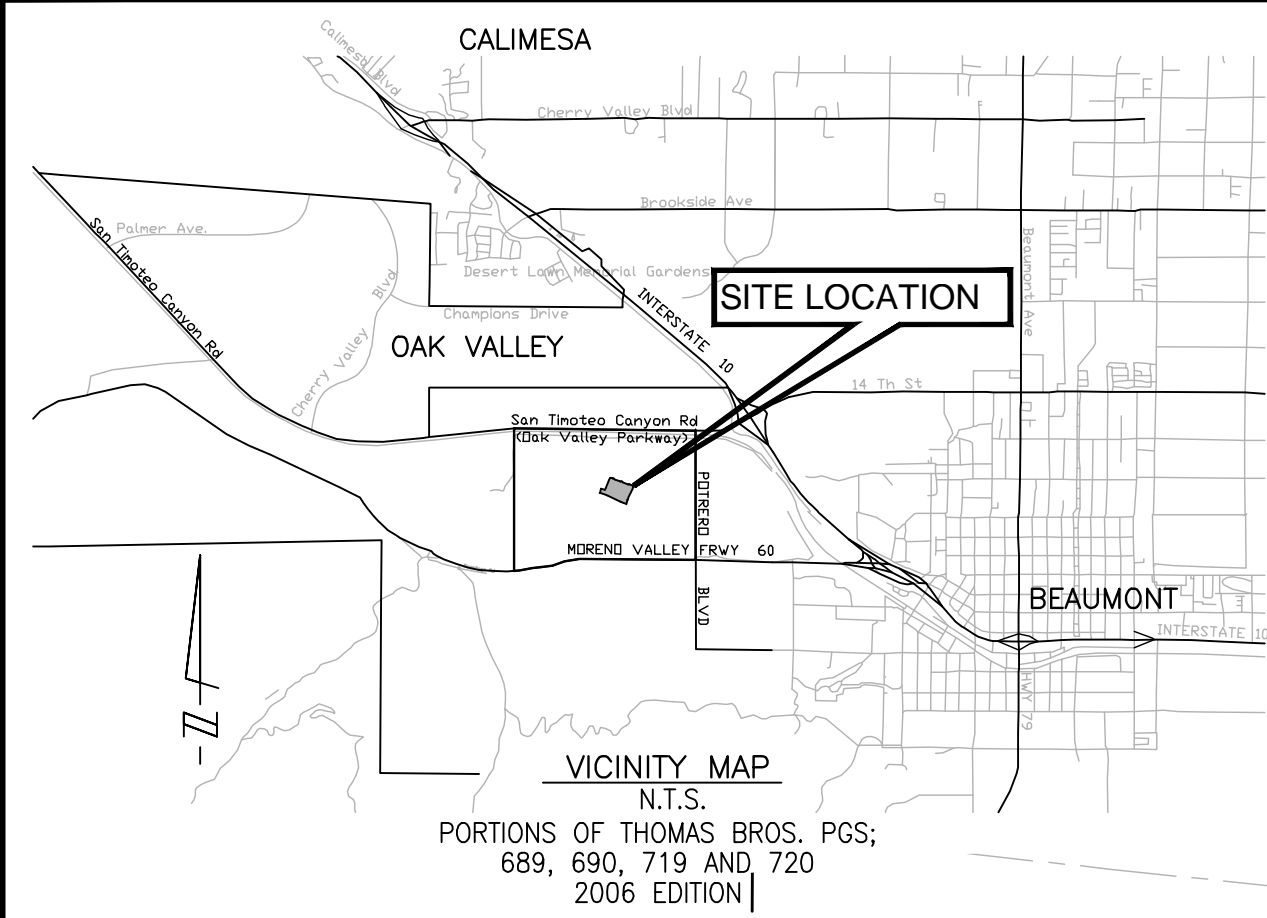 CALIMESA
Calimesa Blvd
Cherry Valley Blvd
Brookside Ave
San Timoteo Canyon Rd
Palmer Ave.
Cherry Valley Blvd
Desert Lawn Memorial Gardens
Champions Drive
INTERSTATE 10
SITE LOCATION
Beaumont Ave
OAK VALLEY
14 Th St
San Timoteo Canyon Rd
(Oak Valley Parkway)
POTRERO BLVD
MORENO VALLEY FRWY 60
BEAUMONT
INTERSTATE 10
HWY 79
N
VICINITY MAP
N.T.S.
PORTIONS OF THOMAS BROS. PGS;
689, 690, 719 AND 720
2006 EDITION